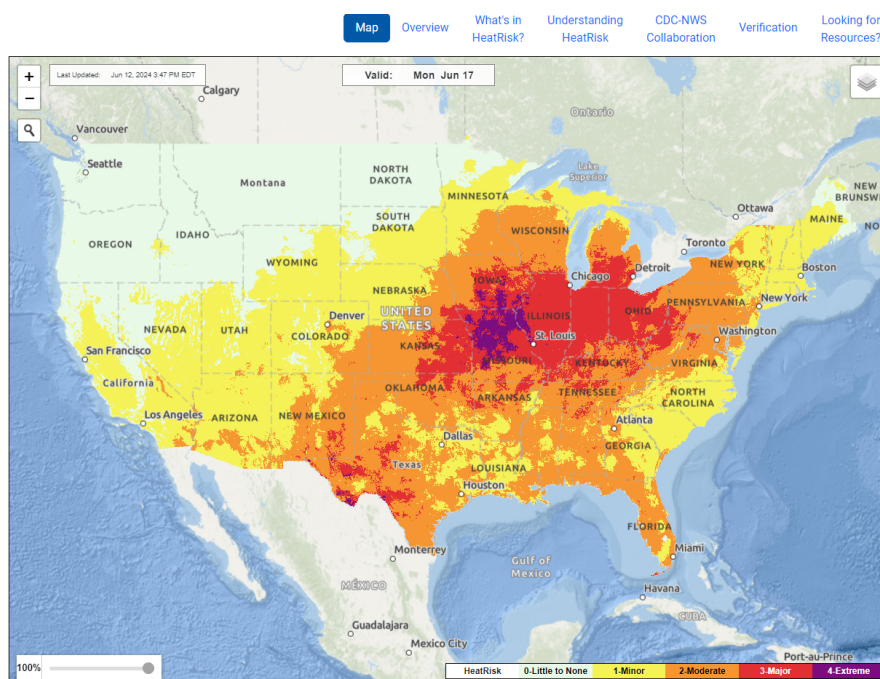 Map
Overview
What's in
HeatRisk?
Understanding
HeatRisk
CDC-NWS
Collaboration
Verification
Looking for
Resources?
+
−
Last Updated: Jun 12, 2024 3:47 PM EDT
Valid: Mon Jun 17
Calgary
Ontario
Vancouver
Seattle
Montana
NORTH
DAKOTA
Lake
Superior
MINNESOTA
NEW
BRUNSWI
Ottawa
MAINE
NO
OREGON
IDAHO
SOUTH
DAKOTA
WISCONSIN
Toronto
WYOMING
NEW YORK
Boston
Detroit
Chicago
IOWA
NEBRASKA
PENNSYLVANIA
New York
UNITED
STATES
Denver
NEVADA
UTAH
COLORADO
ILLINOIS
OHIO
Washington
St. Louis
KANSAS
San Francisco
California
MISSOURI
KENTUCKY
VIRGINIA
OKLAHOMA
ARKANSAS
TENNESSEE
NORTH
CAROLINA
Los Angeles
ARIZONA
NEW MEXICO
Atlanta
Dallas
GEORGIA
Texas
LOUISIANA
Houston
FLORIDA
Miami
Monterrey
Gulf of
Mexico
MÉXICO
Havana
CUBA
Guadalajara
Mexico City
Port-au-Prince
100%
HeatRisk 0-Little to None 1-Minor 2-Moderate 3-Major 4-Extreme